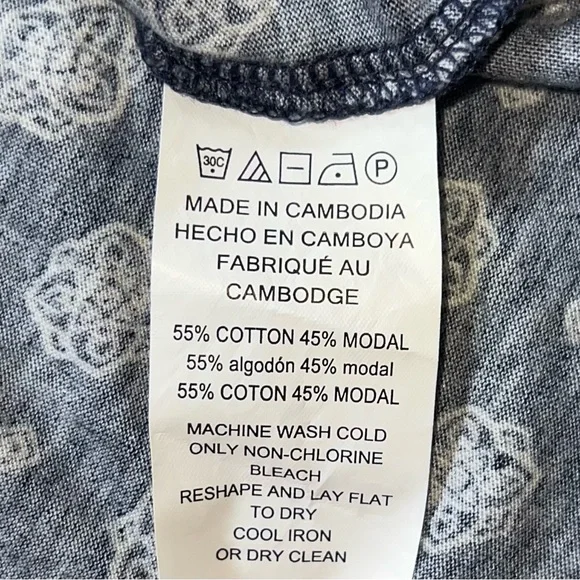 30C P
MADE IN CAMBODIA
HECHO EN CAMBOYA
FABRIQUÉ AU
CAMBODGE
55% COTTON 45% MODAL
55% algodón 45% modal
55% COTON 45% MODAL
MACHINE WASH COLD
ONLY NON-CHLORINE
BLEACH
RESHAPE AND LAY FLAT
TO DRY
COOL IRON
OR DRY CLEAN